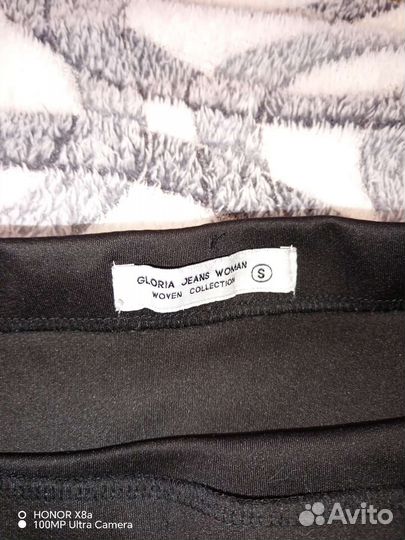 GLORIA JEANS WOMAN
WOVEN COLLECTION
S
HONOR X8a
100MP Ultra Camera
Avito